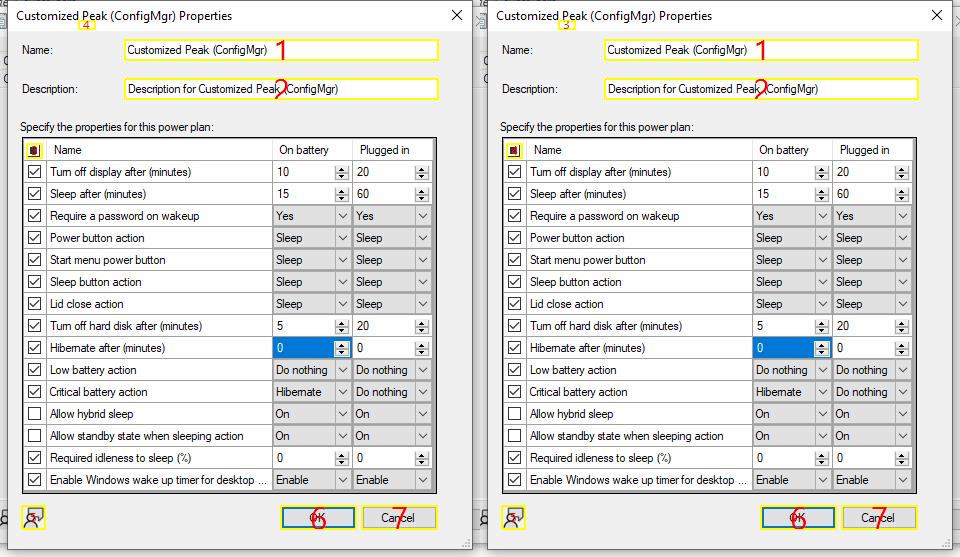 Customized Peak (ConfigMgr) Properties
4
Name: Customized Peak (ConfigMgr) 1
Description: Description for Customized Peak (ConfigMgr) 2
Specify the properties for this power plan:
Name On battery Plugged in
Turn off display after (minutes) 10 20
Sleep after (minutes) 15 60
Require a password on wakeup Yes Yes
Power button action Sleep Sleep
Start menu power button Sleep Sleep
Sleep button action Sleep Sleep
Lid close action Sleep Sleep
Turn off hard disk after (minutes) 5 20
Hibernate after (minutes) 0 0
Low battery action Do nothing Do nothing
Critical battery action Hibernate Do nothing
Allow hybrid sleep On On
Allow standby state when sleeping action On On
Required idleness to sleep (%) 0 0
Enable Windows wake up timer for desktop ... Enable Enable
OK 6 Cancel 7
Customized Peak (ConfigMgr) Properties
3
Name: Customized Peak (ConfigMgr) 1
Description: Description for Customized Peak (ConfigMgr) 2
Specify the properties for this power plan:
Name On battery Plugged in
Turn off display after (minutes) 10 20
Sleep after (minutes) 15 60
Require a password on wakeup Yes Yes
Power button action Sleep Sleep
Start menu power button Sleep Sleep
Sleep button action Sleep Sleep
Lid close action Sleep Sleep
Turn off hard disk after (minutes) 5 20
Hibernate after (minutes) 0 0
Low battery action Do nothing Do nothing
Critical battery action Hibernate Do nothing
Allow hybrid sleep On On
Allow standby state when sleeping action On On
Required idleness to sleep (%) 0 0
Enable Windows wake up timer for desktop ... Enable Enable
OK 6 Cancel 7